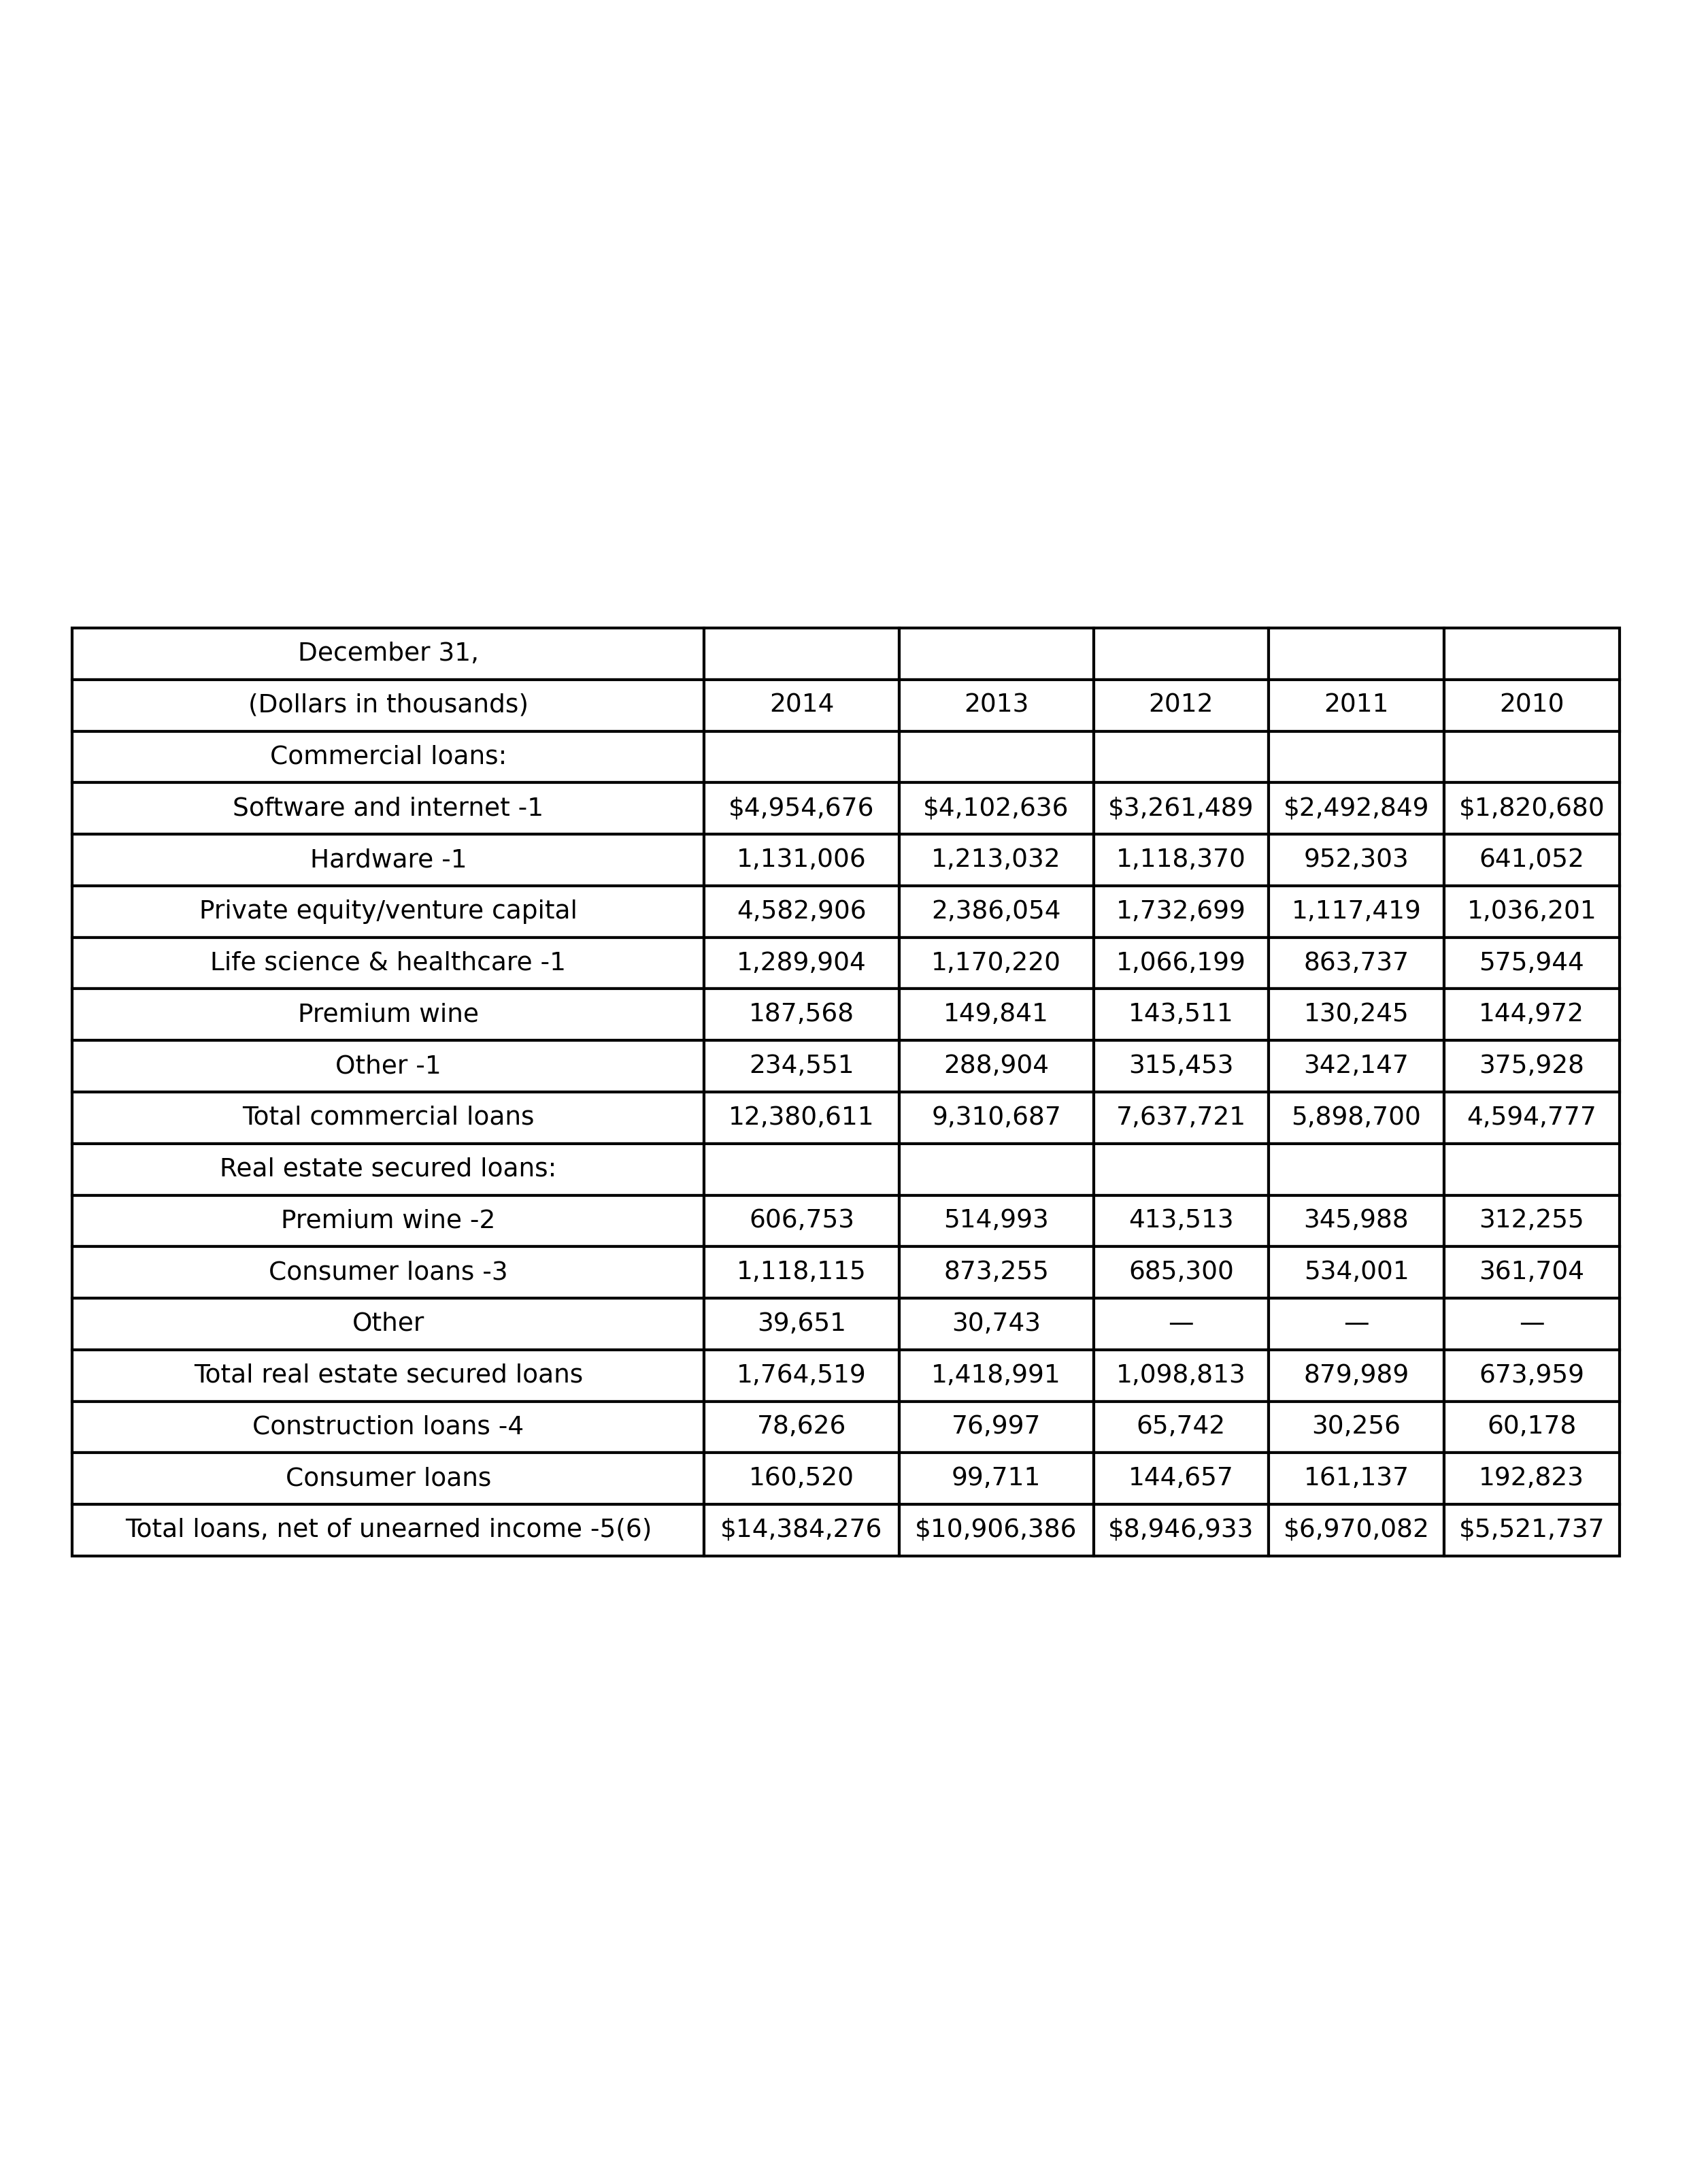 December 31,
(Dollars in thousands) 2014 2013 2012 2011 2010
Commercial loans:
Software and internet -1 $4,954,676 $4,102,636 $3,261,489 $2,492,849 $1,820,680
Hardware -1 1,131,006 1,213,032 1,118,370 952,303 641,052
Private equity/venture capital 4,582,906 2,386,054 1,732,699 1,117,419 1,036,201
Life science & healthcare -1 1,289,904 1,170,220 1,066,199 863,737 575,944
Premium wine 187,568 149,841 143,511 130,245 144,972
Other -1 234,551 288,904 315,453 342,147 375,928
Total commercial loans 12,380,611 9,310,687 7,637,721 5,898,700 4,594,777
Real estate secured loans:
Premium wine -2 606,753 514,993 413,513 345,988 312,255
Consumer loans -3 1,118,115 873,255 685,300 534,001 361,704
Other 39,651 30,743 — — —
Total real estate secured loans 1,764,519 1,418,991 1,098,813 879,989 673,959
Construction loans -4 78,626 76,997 65,742 30,256 60,178
Consumer loans 160,520 99,711 144,657 161,137 192,823
Total loans, net of unearned income -5(6) $14,384,276 $10,906,386 $8,946,933 $6,970,082 $5,521,737